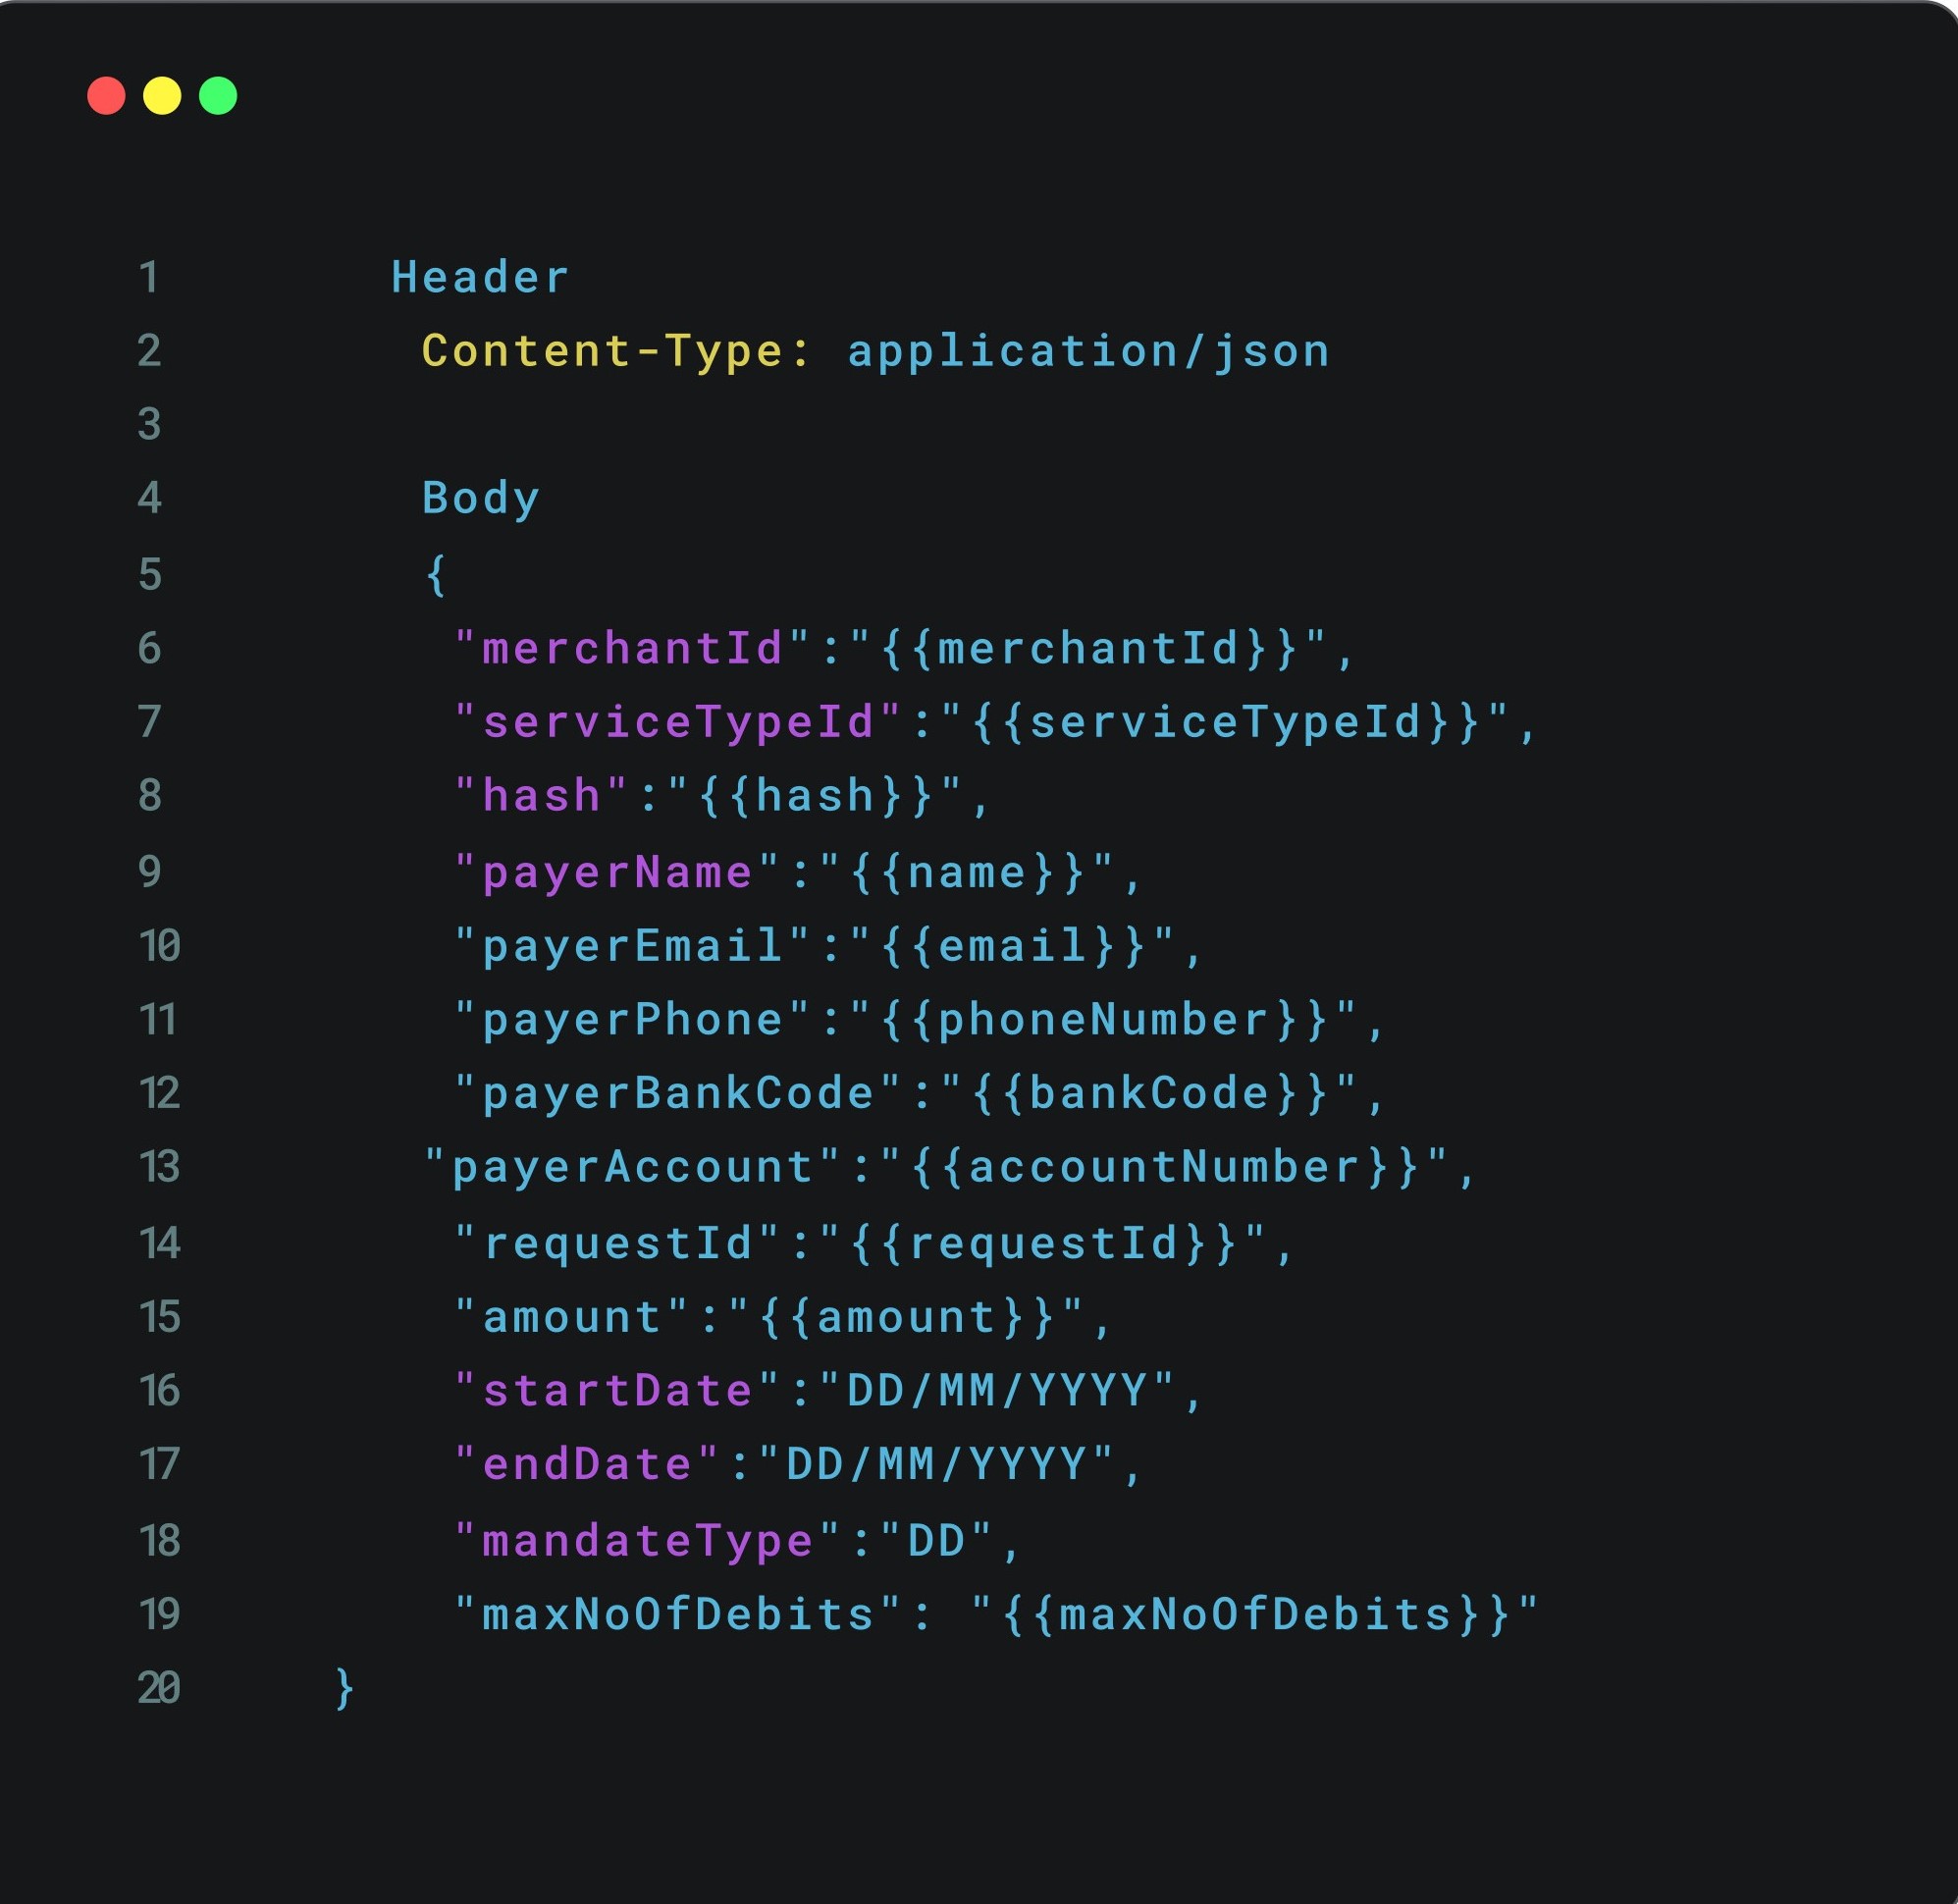 1 Header
2 Content-Type: application/json
3
4 Body
5 {
6 "merchantId":"{{merchantId}}",
7 "serviceTypeId":"{{serviceTypeId}}",
8 "hash":"{{hash}}",
9 "payerName":"{{name}}",
10 "payerEmail":"{{email}}",
11 "payerPhone":"{{phoneNumber}}",
12 "payerBankCode":"{{bankCode}}",
13 "payerAccount":"{{accountNumber}}",
14 "requestId":"{{requestId}}",
15 "amount":"{{amount}}",
16 "startDate":"DD/MM/YYYY",
17 "endDate":"DD/MM/YYYY",
18 "mandateType":"DD",
19 "maxNoOfDebits": "{{maxNoOfDebits}}"
20 }